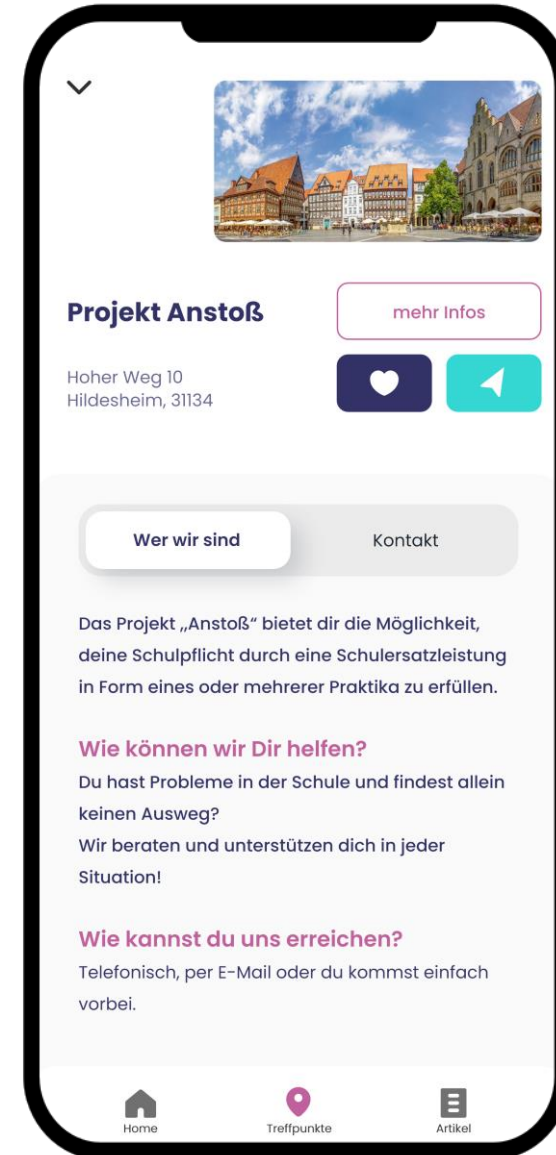 Projekt Anstoß
mehr Infos
Hoher Weg 10
Hildesheim, 31134
Wer wir sind
Kontakt
Das Projekt „Anstoß“ bietet dir die Möglichkeit,
deine Schulpflicht durch eine Schulersatzleistung
in Form eines oder mehrerer Praktika zu erfüllen.
Wie können wir Dir helfen?
Du hast Probleme in der Schule und findest allein
keinen Ausweg?
Wir beraten und unterstützen dich in jeder
Situation!
Wie kannst du uns erreichen?
Telefonisch, per E-Mail oder du kommst einfach
vorbei.
Home
Treffpunkte
Artikel